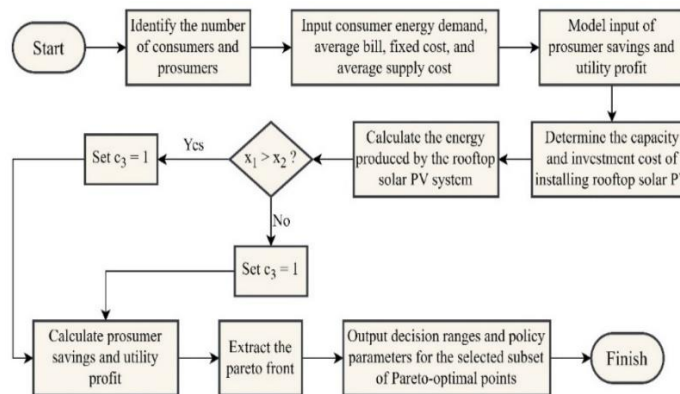 Start
Identify the number
of consumers and
prosumers
Input consumer energy demand,
average bill, fixed cost, and
average supply cost
Model input of
prosumer savings and
utility profit
Determine the capacity
and investment cost of
installing rooftop solar PV
Calculate the energy
produced by the rooftop
solar PV system
x₁ > x₂ ?
Yes
Set c₃ = 1
No
Set c₃ = 1
Calculate prosumer
savings and utility
profit
Extract the
pareto front
Output decision ranges and policy
parameters for the selected subset
of Pareto-optimal points
Finish